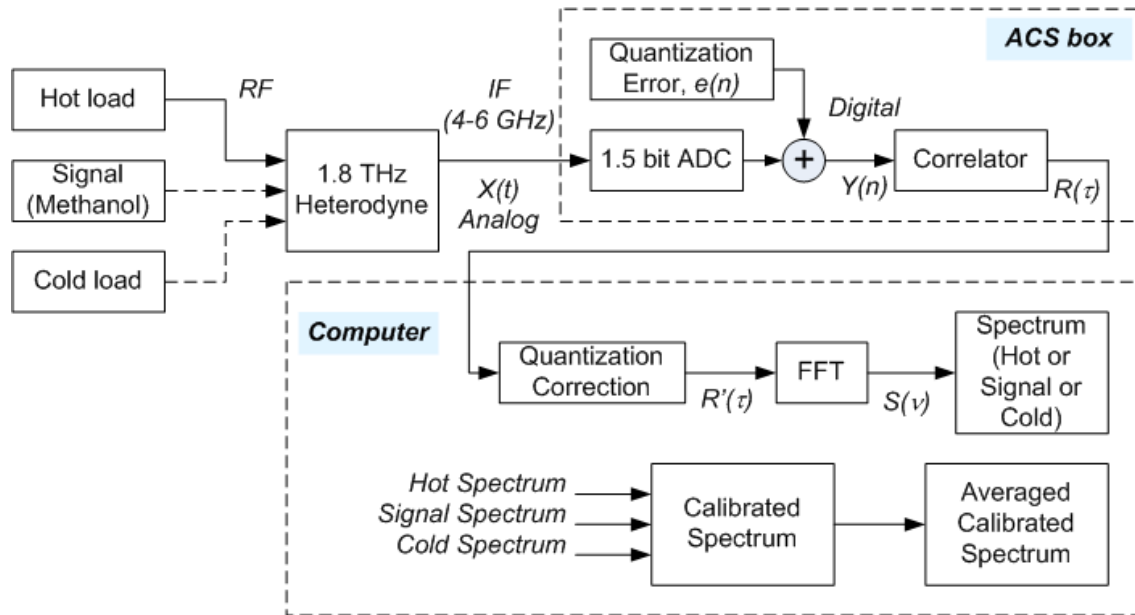 ACS box
Hot load
Signal
(Methanol)
Cold load
RF
1.8 THz
Heterodyne
IF
(4-6 GHz)
X(t)
Analog
Quantization
Error, e(n)
1.5 bit ADC
+
Digital
Y(n)
Correlator
R(τ)
Computer
Quantization
Correction
R'(τ)
FFT
S(ν)
Spectrum
(Hot or
Signal or
Cold)
Hot Spectrum
Signal Spectrum
Cold Spectrum
Calibrated
Spectrum
Averaged
Calibrated
Spectrum